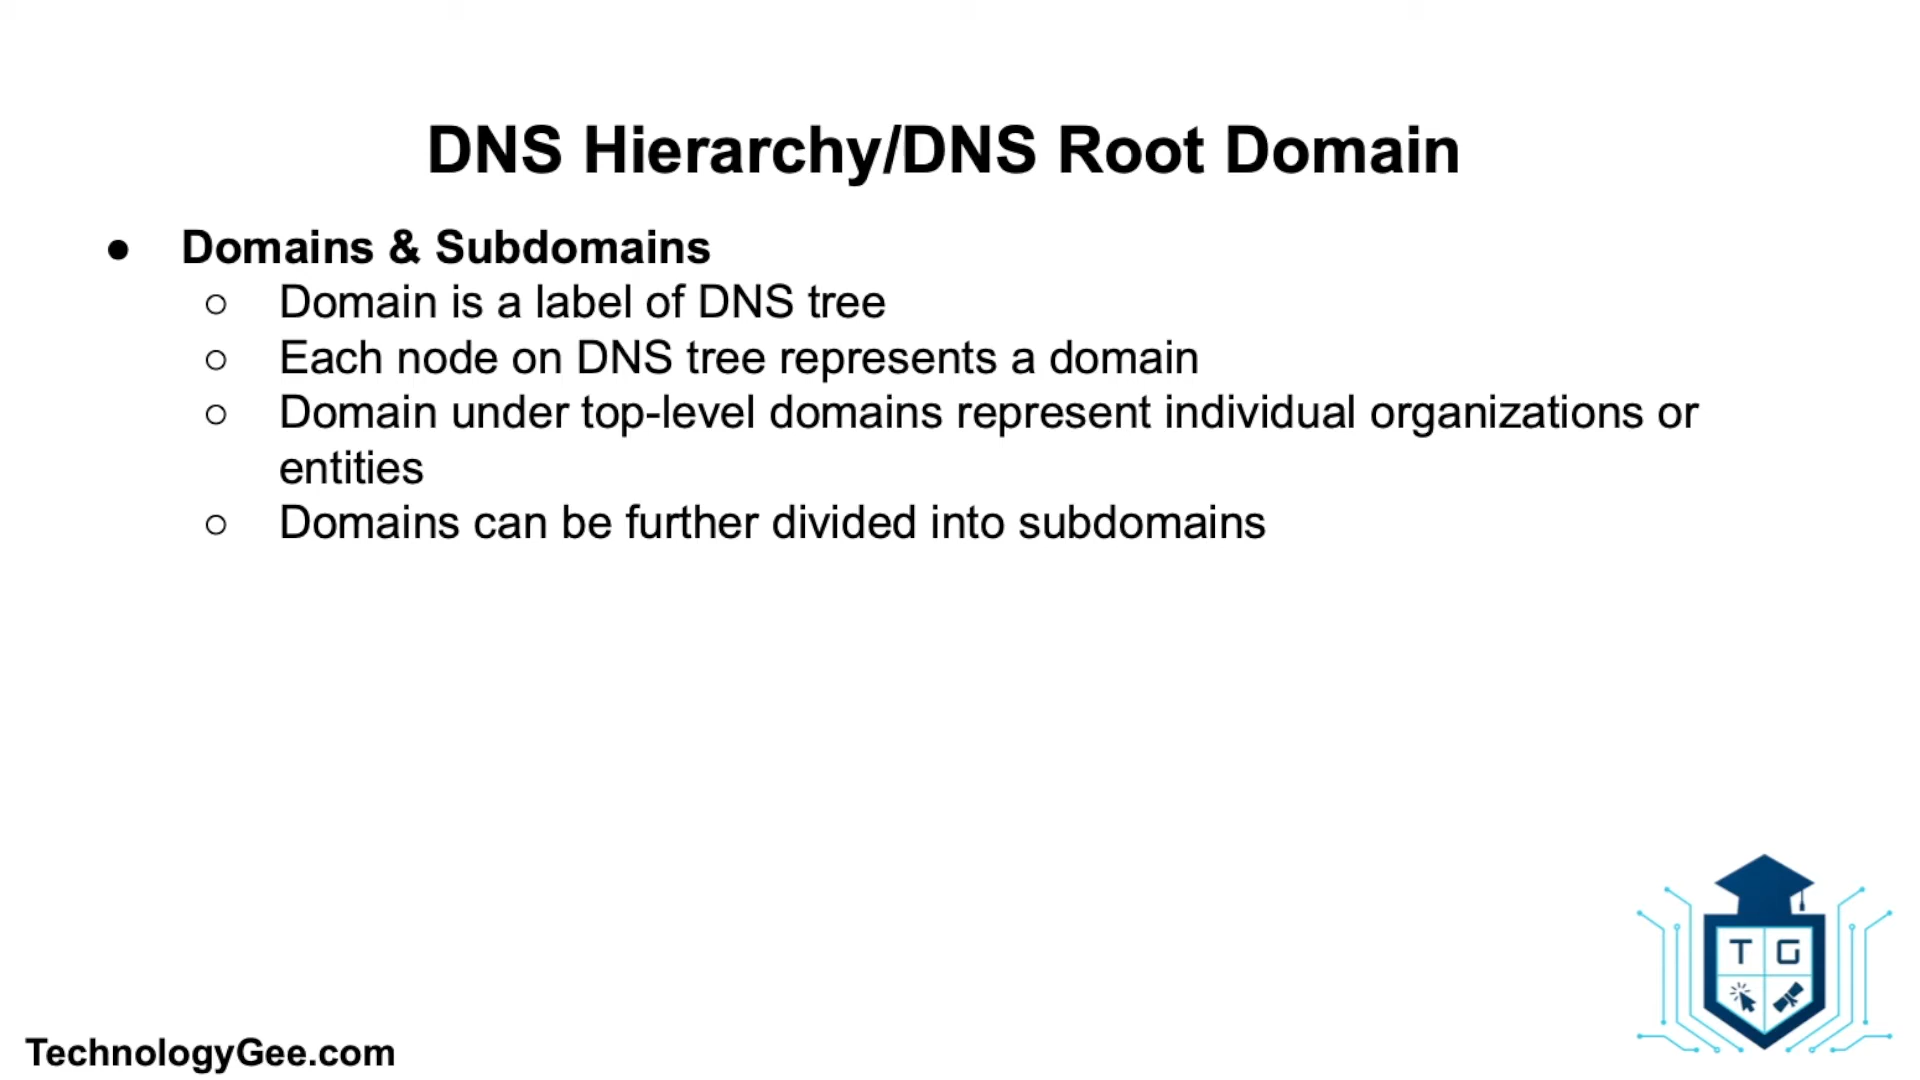 DNS Hierarchy/DNS Root Domain
● Domains & Subdomains
○ Domain is a label of DNS tree
○ Each node on DNS tree represents a domain
○ Domain under top-level domains represent individual organizations or
entities
○ Domains can be further divided into subdomains
T G
TechnologyGee.com